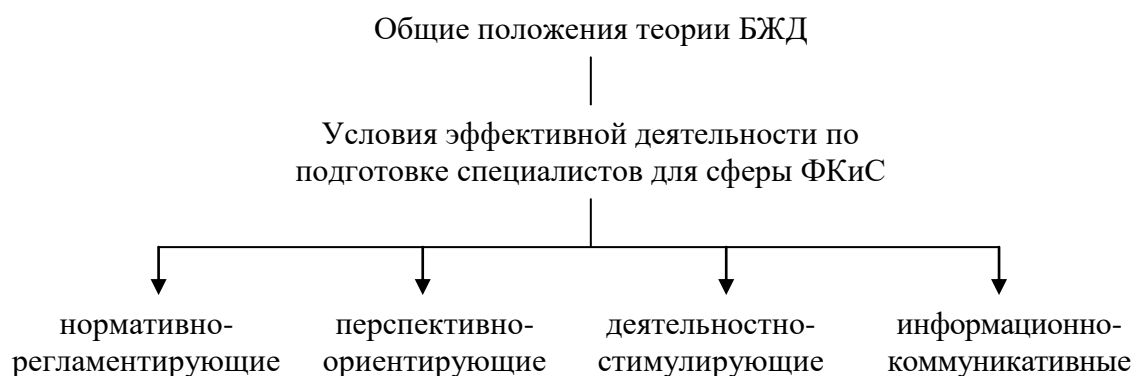 Общие положения теории БЖД
Условия эффективной деятельности по
подготовке специалистов для сферы ФКиС
нормативно-
регламентирующие
перспективно-
ориентирующие
деятельностно-
стимулирующие
информационно-
коммуникативные